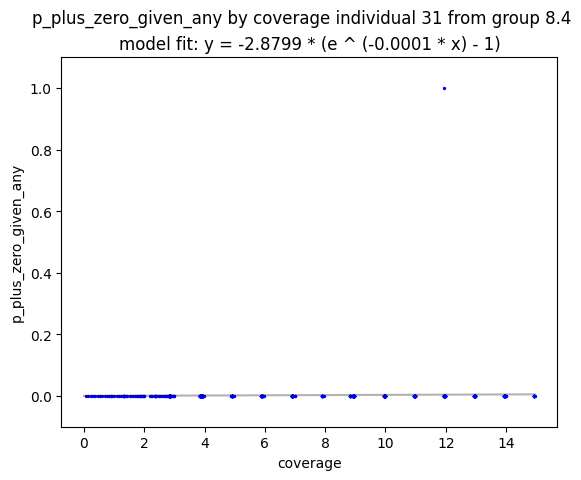 p_plus_zero_given_any by coverage individual 31 from group 8.4
model fit: y = -2.8799 * (e ^ (-0.0001 * x) - 1)
1.0
0.8
0.6
0.4
0.2
0.0
p_plus_zero_given_any
0 2 4 6 8 10 12 14
coverage